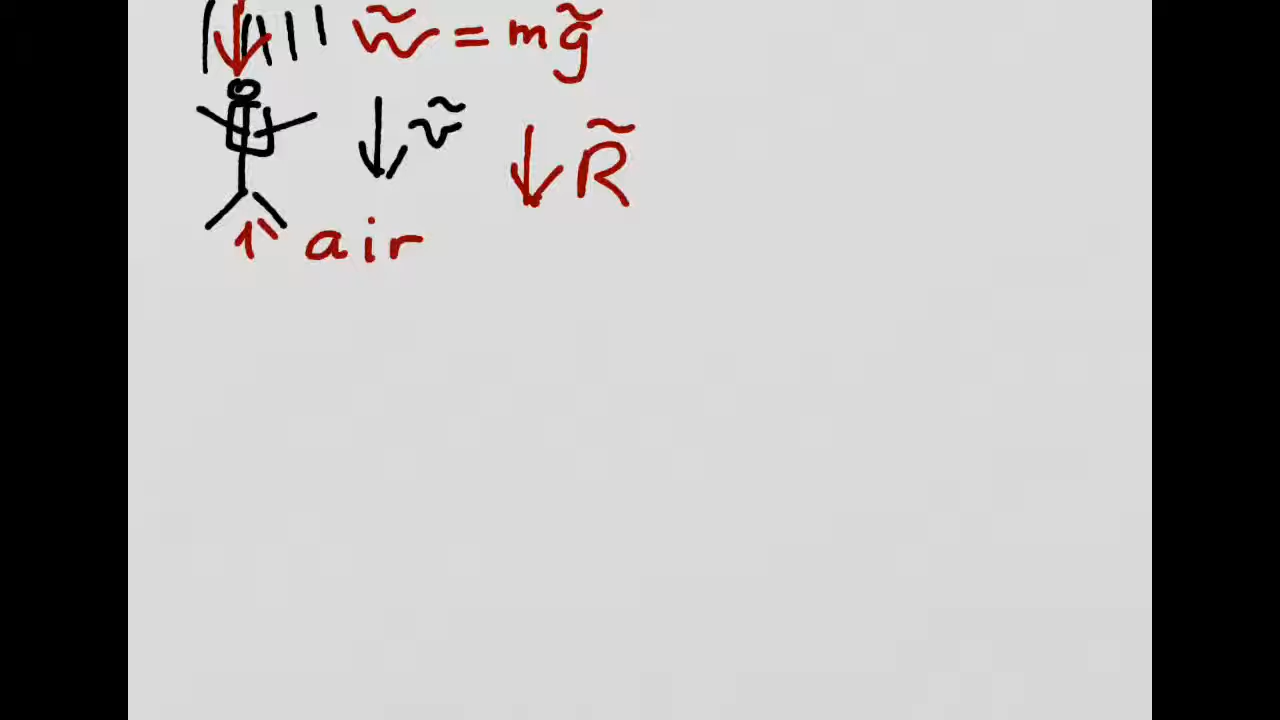 w̃ = mg̃
ṽ
R̃
air